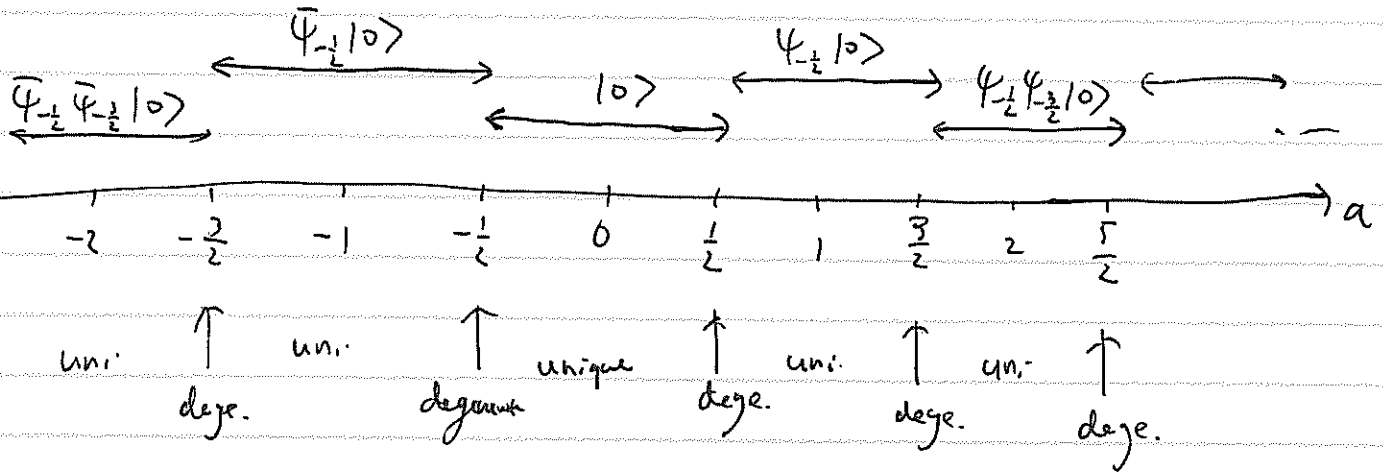 ψ̄_{-1/2}|0> ψ_{-1/2}|0>
ψ̄_{-1/2} ψ̄_{-3/2}|0> |0> ψ_{-1/2} ψ_{-3/2}|0> . —
-2 -3/2 -1 -1/2 0 1/2 1 3/2 2 5/2 a
uni. uni. unique uni. uni.
dege. dege. dege. dege.